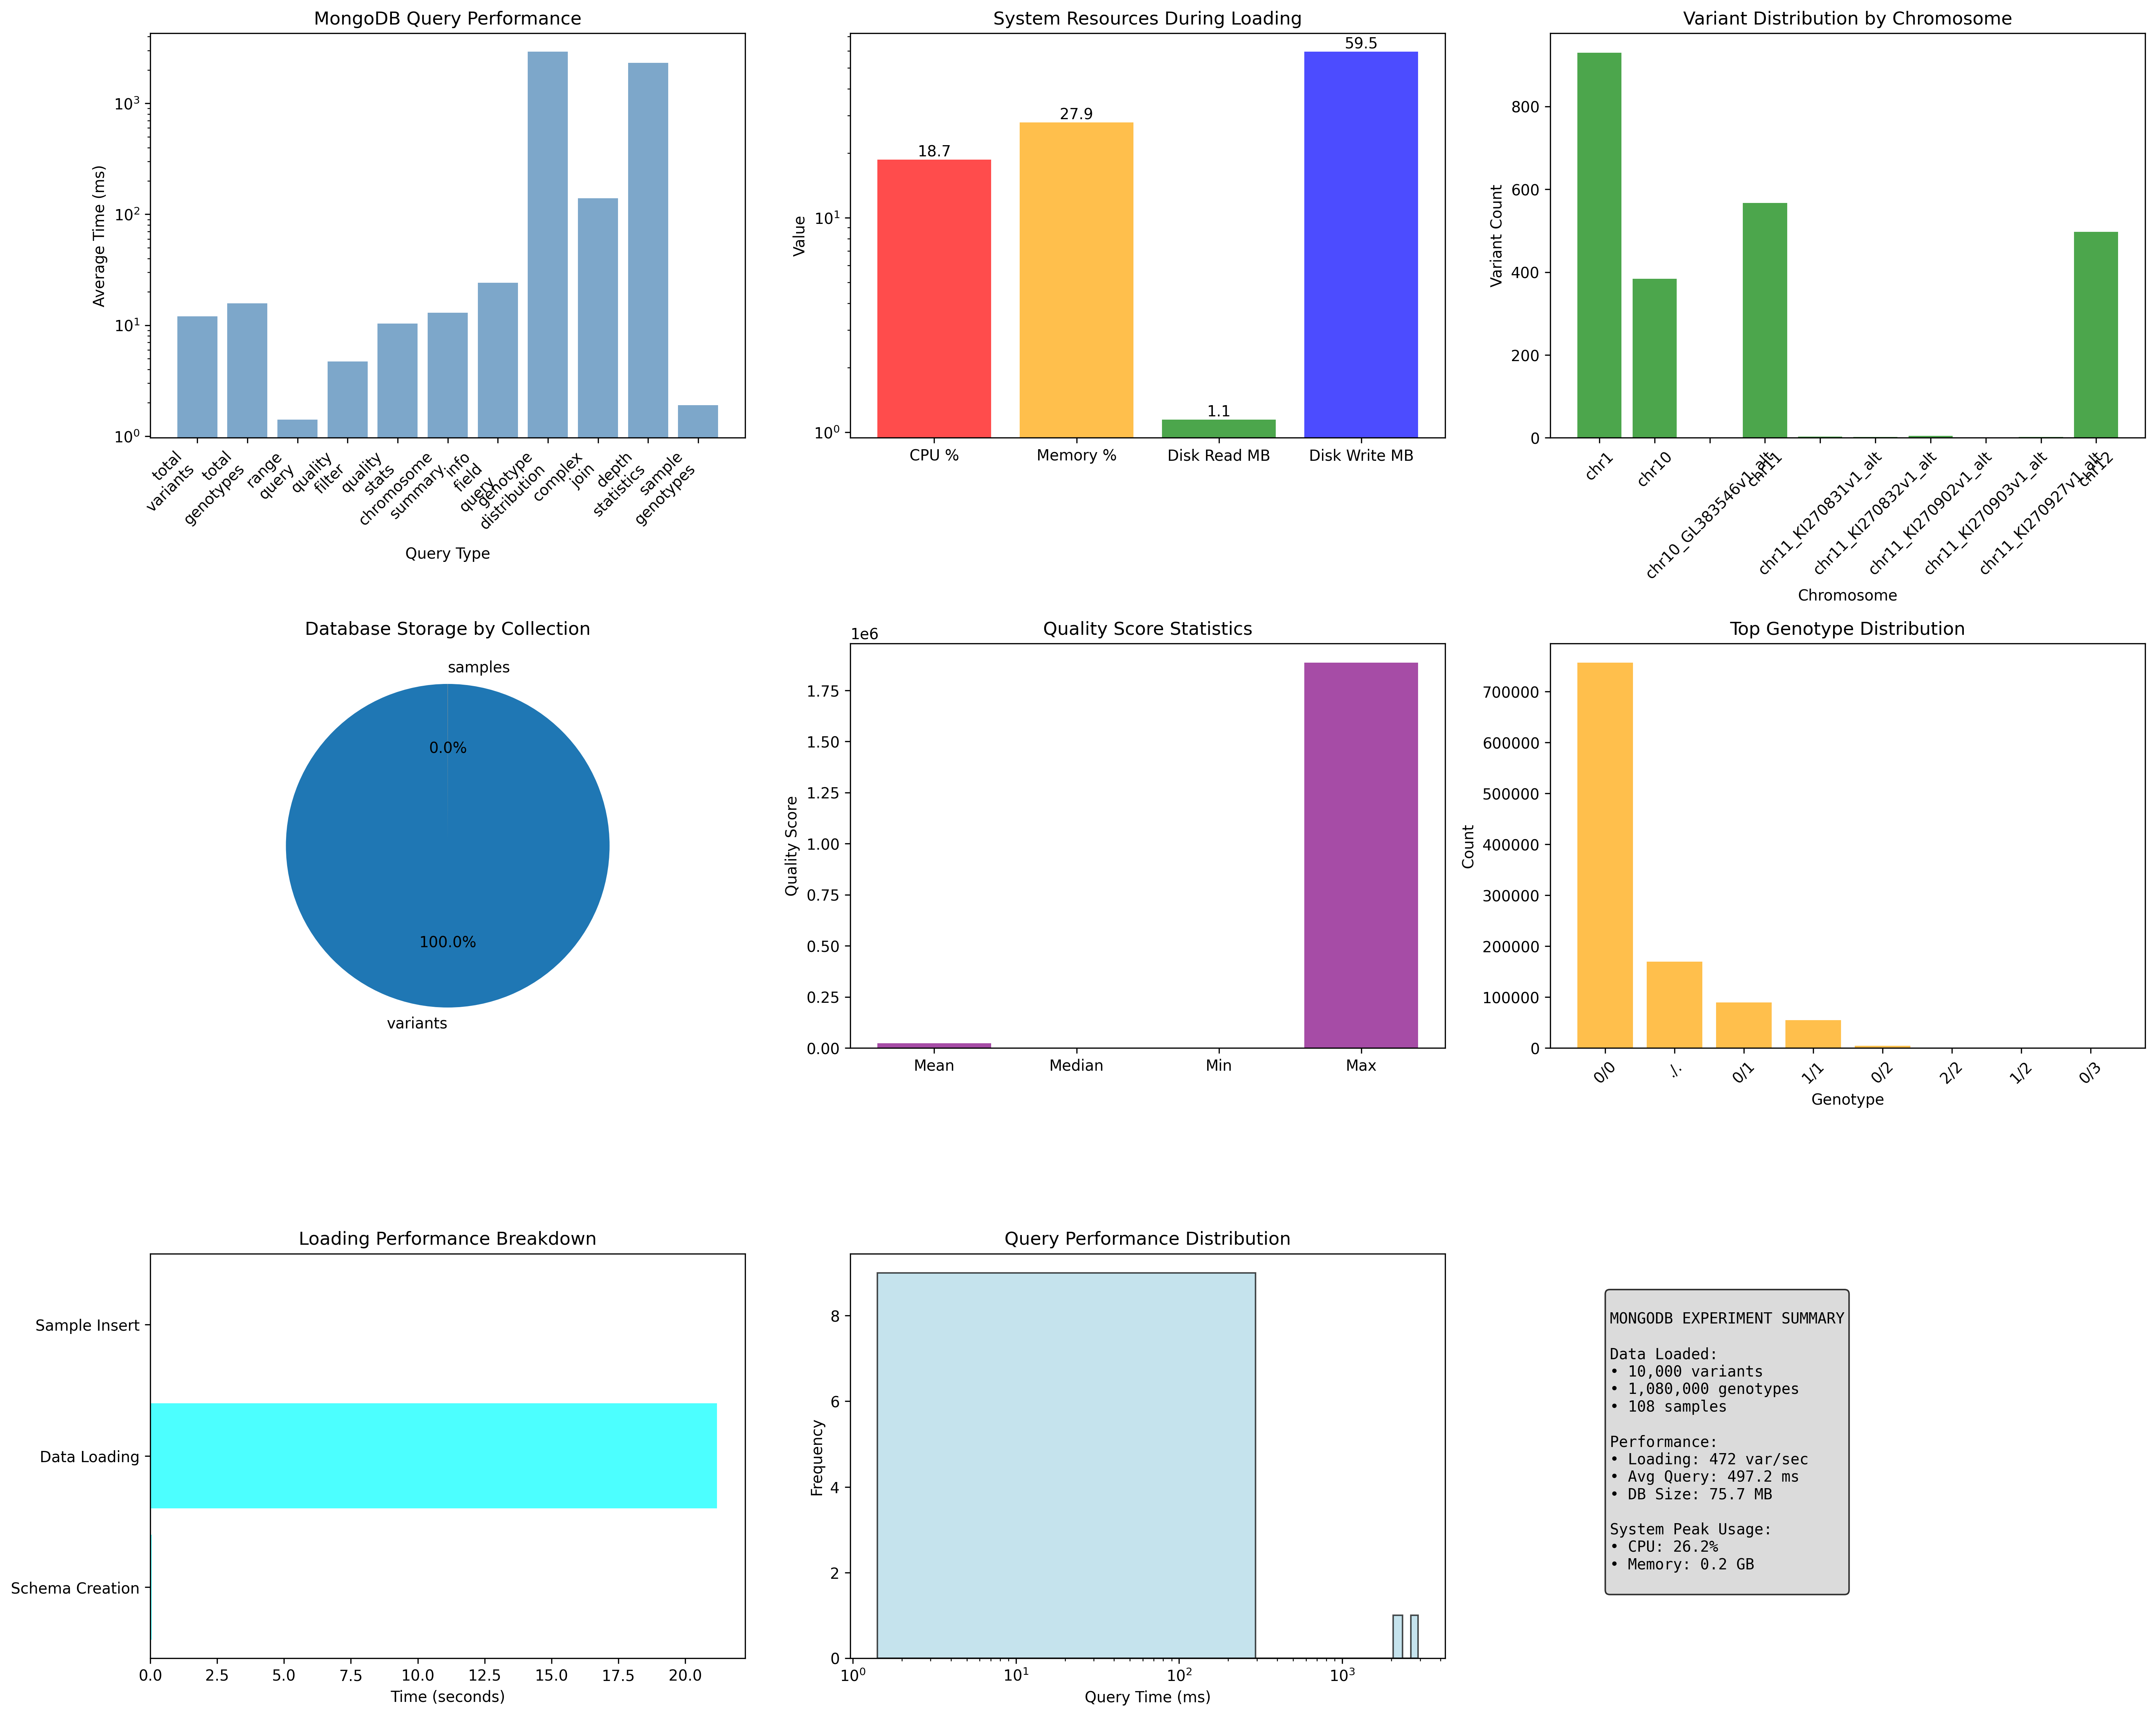 MongoDB Query Performance
Average Time (ms)
10³
10²
10¹
10⁰
total
variants
total
genotypes
range
query
quality
filter
quality
stats
chromosome
summary
info
field
query
genotype
distribution
complex
join
depth
statistics
sample
genotypes
Query Type
System Resources During Loading
Value
10¹
10⁰
18.7
27.9
1.1
59.5
CPU %
Memory %
Disk Read MB
Disk Write MB
Variant Distribution by Chromosome
Variant Count
800
600
400
200
0
chr1
chr10
chr10_GL383546v1_alt
chr11
chr11_KI270831v1_alt
chr11_KI270832v1_alt
chr11_KI270902v1_alt
chr11_KI270903v1_alt
chr11_KI270927v1_alt
chr12
Chromosome
Database Storage by Collection
samples
0.0%
100.0%
variants
Quality Score Statistics
1e6
Quality Score
1.75
1.50
1.25
1.00
0.75
0.50
0.25
0.00
Mean
Median
Min
Max
Top Genotype Distribution
Count
700000
600000
500000
400000
300000
200000
100000
0
0/0
./.
0/1
1/1
0/2
2/2
1/2
0/3
Genotype
Loading Performance Breakdown
Sample Insert
Data Loading
Schema Creation
0.0
2.5
5.0
7.5
10.0
12.5
15.0
17.5
20.0
Time (seconds)
Query Performance Distribution
Frequency
8
6
4
2
0
10⁰
10¹
10²
10³
Query Time (ms)
MONGODB EXPERIMENT SUMMARY
Data Loaded:
• 10,000 variants
• 1,080,000 genotypes
• 108 samples
Performance:
• Loading: 472 var/sec
• Avg Query: 497.2 ms
• DB Size: 75.7 MB
System Peak Usage:
• CPU: 26.2%
• Memory: 0.2 GB